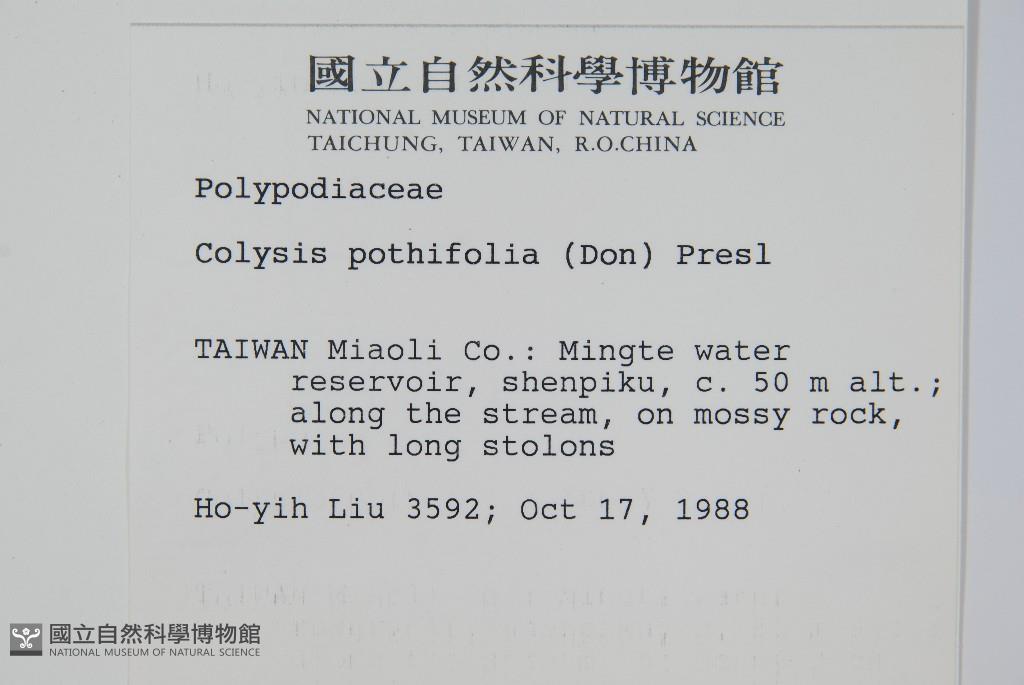 國立自然科學博物館
NATIONAL MUSEUM OF NATURAL SCIENCE
TAICHUNG, TAIWAN, R.O.CHINA
Polypodiaceae
Colysis pothifolia (Don) Presl
TAIWAN Miaoli Co.: Mingte water
reservoir, shenpiku, c. 50 m alt.;
along the stream, on mossy rock,
with long stolons
Ho-yih Liu 3592; Oct 17, 1988
國立自然科學博物館
NATIONAL MUSEUM OF NATURAL SCIENCE